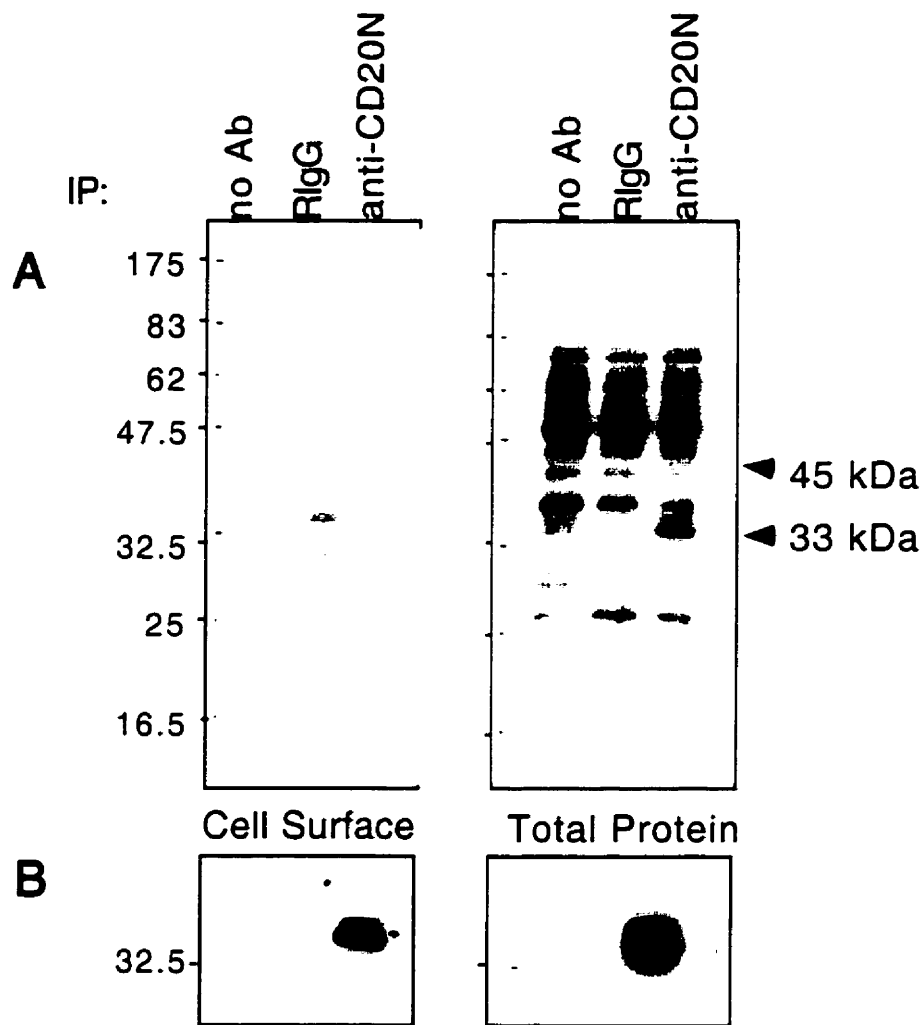 IP:
no Ab
RIgG
anti-CD20N
no Ab
RIgG
anti-CD20N
A
175
83
62
47.5
32.5
25
16.5
45 kDa
33 kDa
Cell Surface
Total Protein
B
32.5